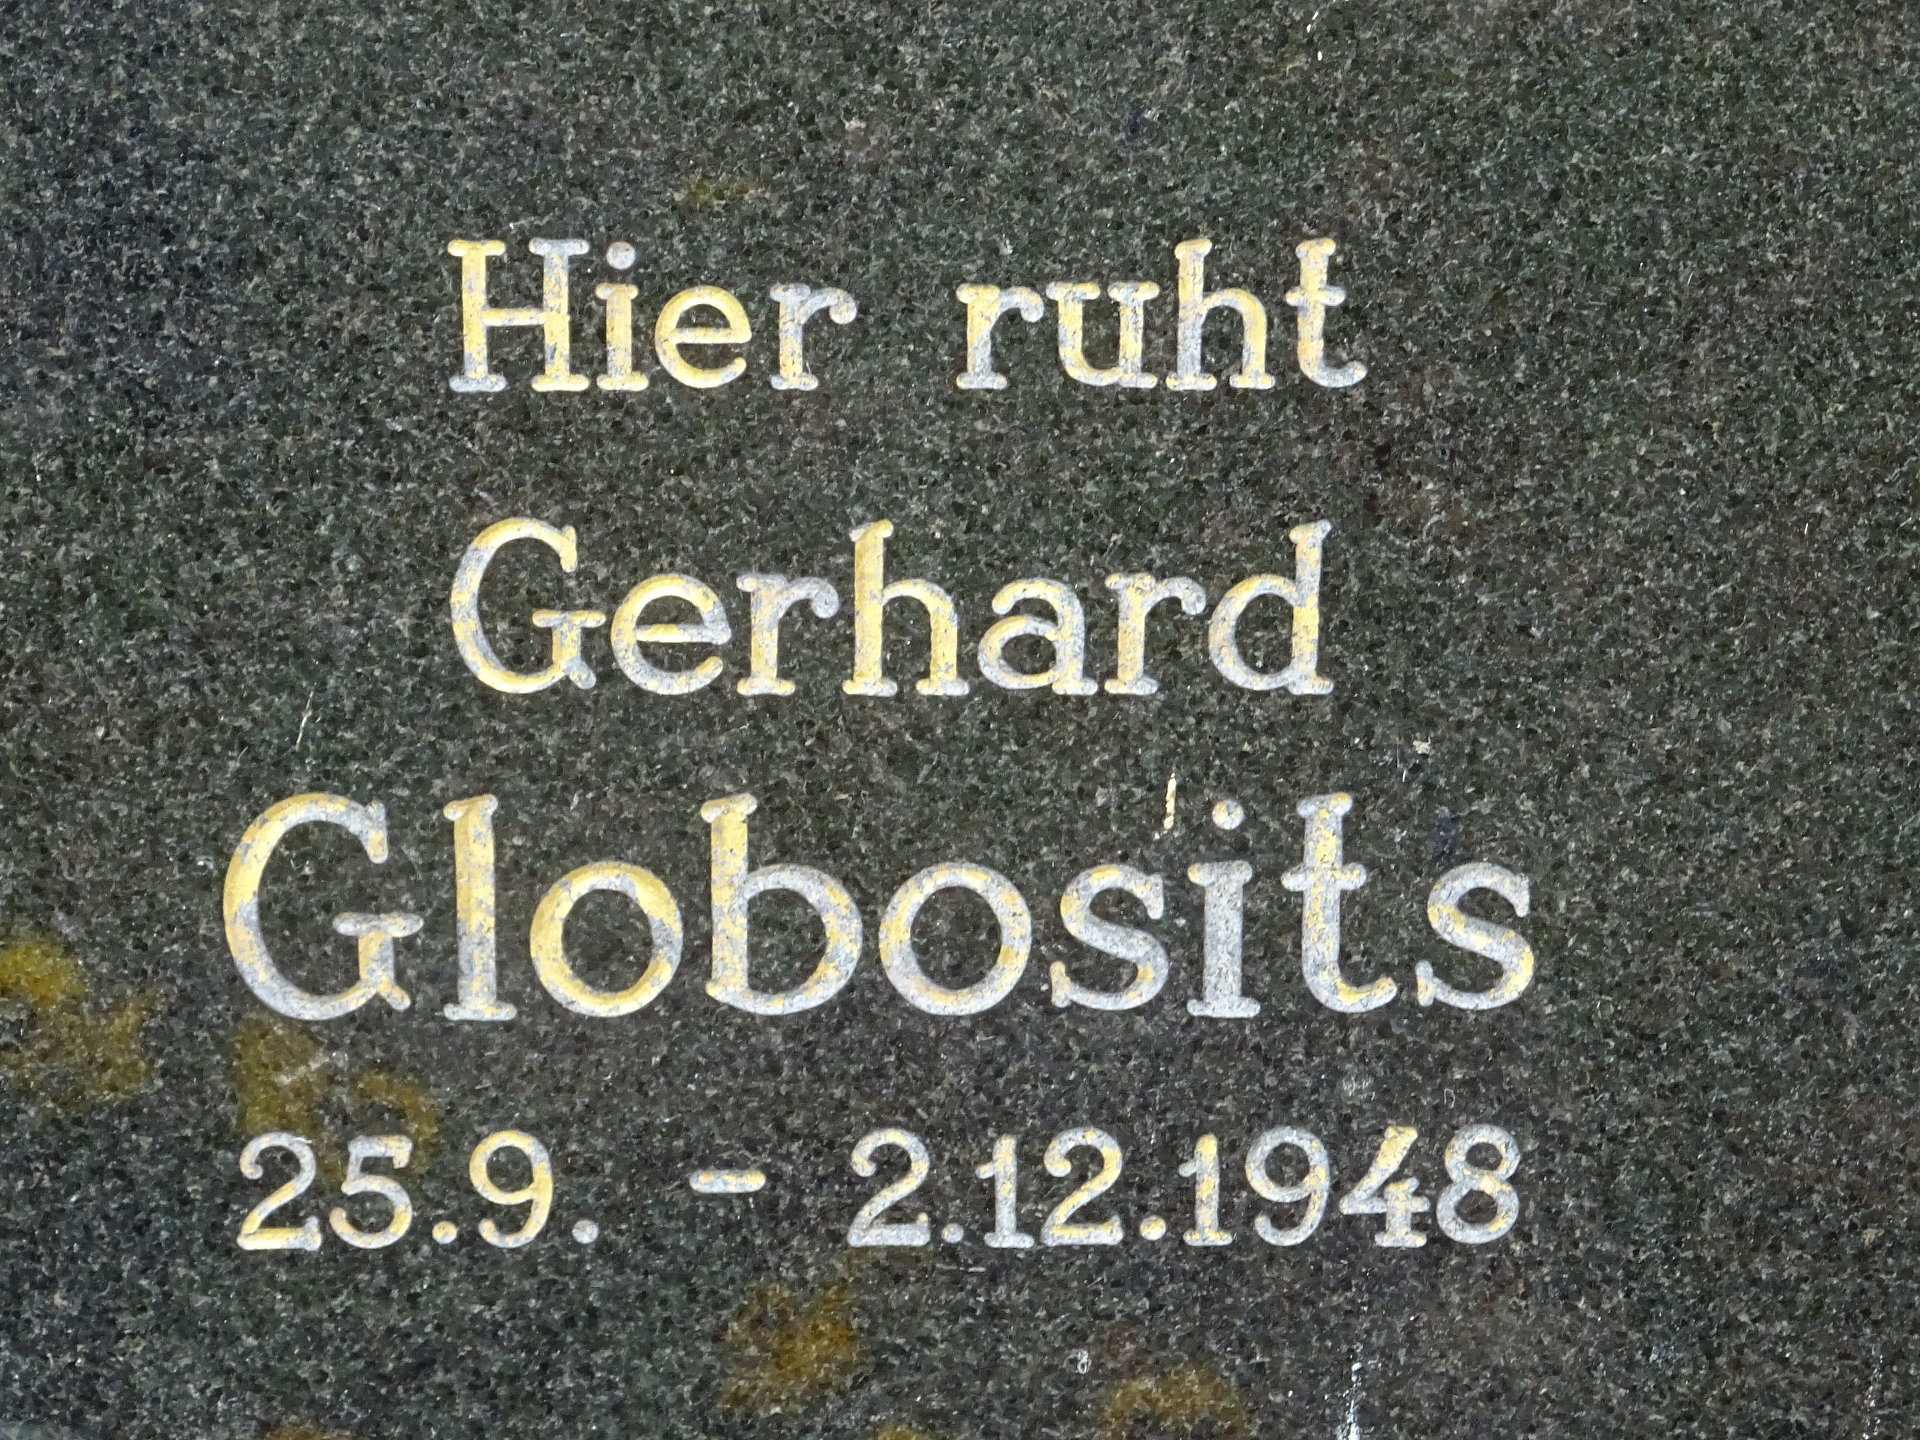 Hier ruht
Gerhard
Globosits
25.9. - 2.12.1948